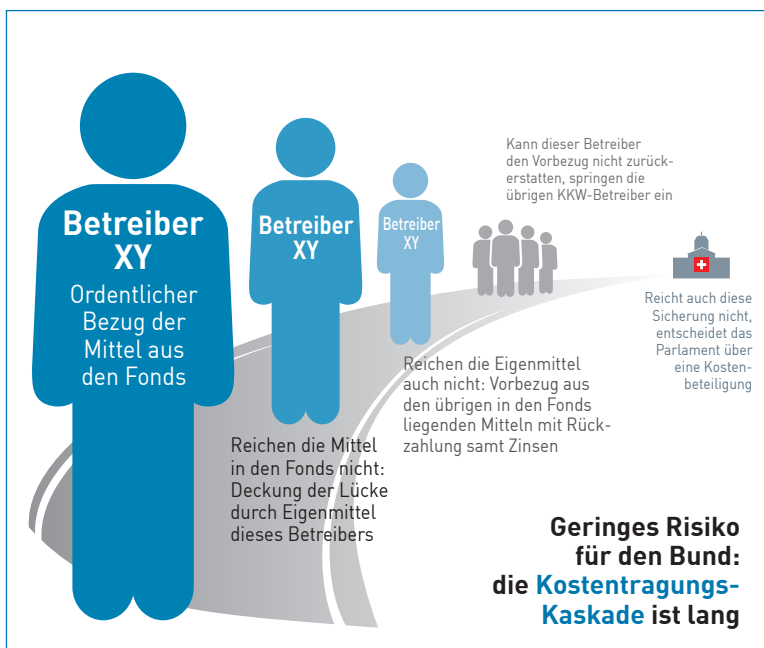 Betreiber
XY
Ordentlicher
Bezug der
Mittel aus
den Fonds
Betreiber
XY
Reichen die Mittel
in den Fonds nicht:
Deckung der Lücke
durch Eigenmittel
dieses Betreibers
Betreiber
XY
Reichen die Eigenmittel
auch nicht: Vorbezug aus
den übrigen in den Fonds
liegenden Mitteln mit Rück-
zahlung samt Zinsen
Kann dieser Betreiber
den Vorbezug nicht zurück-
erstatten, springen die
übrigen KKW-Betreiber ein
Reicht auch diese
Sicherung nicht,
entscheidet das
Parlament über
eine Kosten-
beteiligung
Geringes Risiko
für den Bund:
die Kostentragungs-
Kaskade ist lang